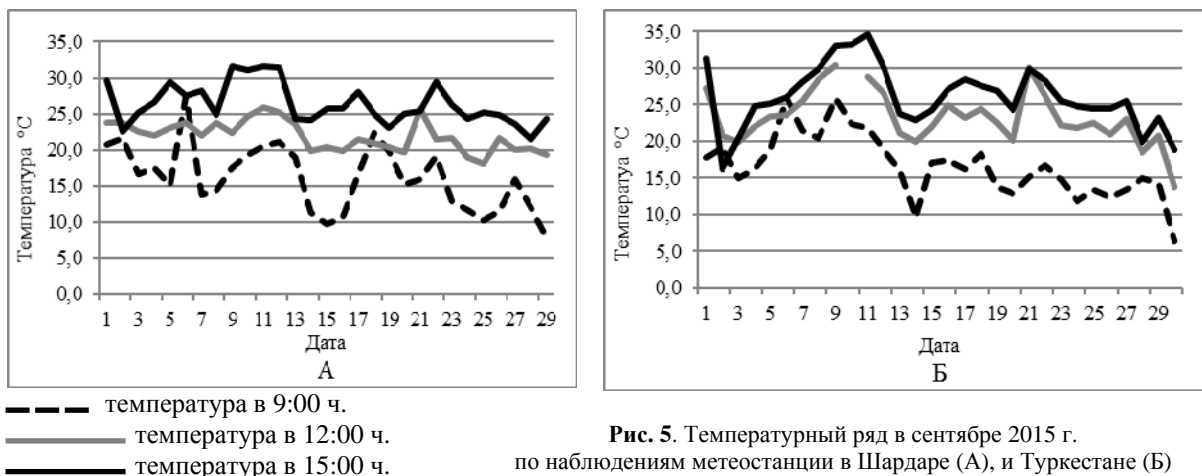 35,0
30,0
25,0
20,0
15,0
10,0
5,0
0,0
Температура °С
1 3 5 7 9 11 13 15 17 19 21 23 25 27 29
Дата
А
35,0
30,0
25,0
20,0
15,0
10,0
5,0
0,0
Температура °С
1 3 5 7 9 11 13 15 17 19 21 23 25 27 29
Дата
Б
температура в 9:00 ч.
температура в 12:00 ч.
температура в 15:00 ч.
Рис. 5. Температурный ряд в сентябре 2015 г.
по наблюдениям метеостанции в Шардаре (А), и Туркестане (Б)